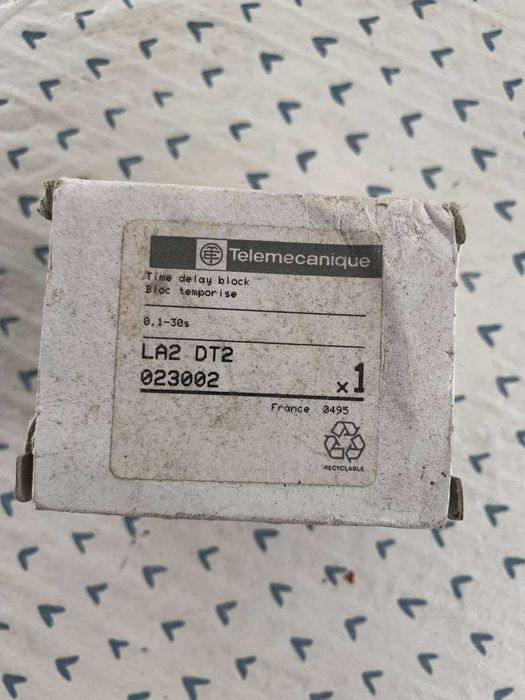 Telemecanique
Time delay block
Bloc temporise
0,1-30s
LA2 DT2
023002 x1
France 0495
RECYCLABLE